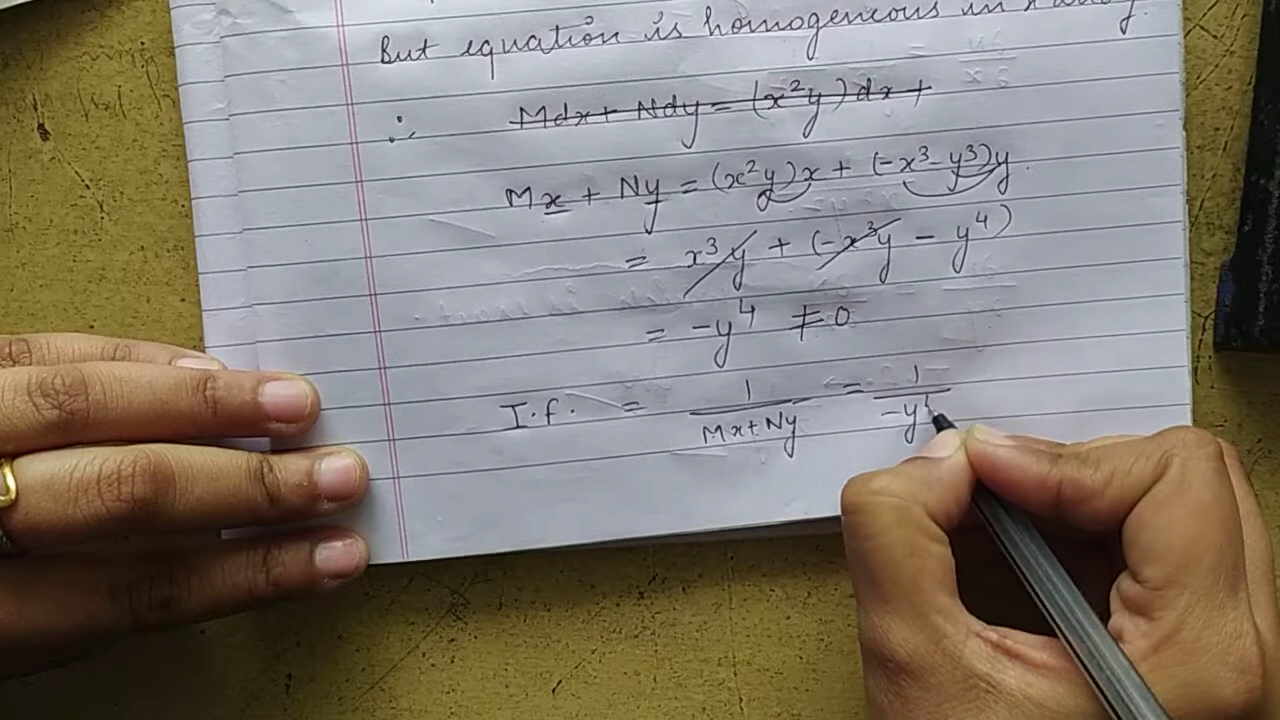 But equation is homogeneous in x and y.
∴ Mdx + Ndy = (x²y) dx +
Mx + Ny = (x²y)x + (-x³-y³)y.
= x³y + (-x³y - y⁴)
= -y⁴ ≠ 0
I.f. = 1/(Mx+Ny) = 1/-y⁴